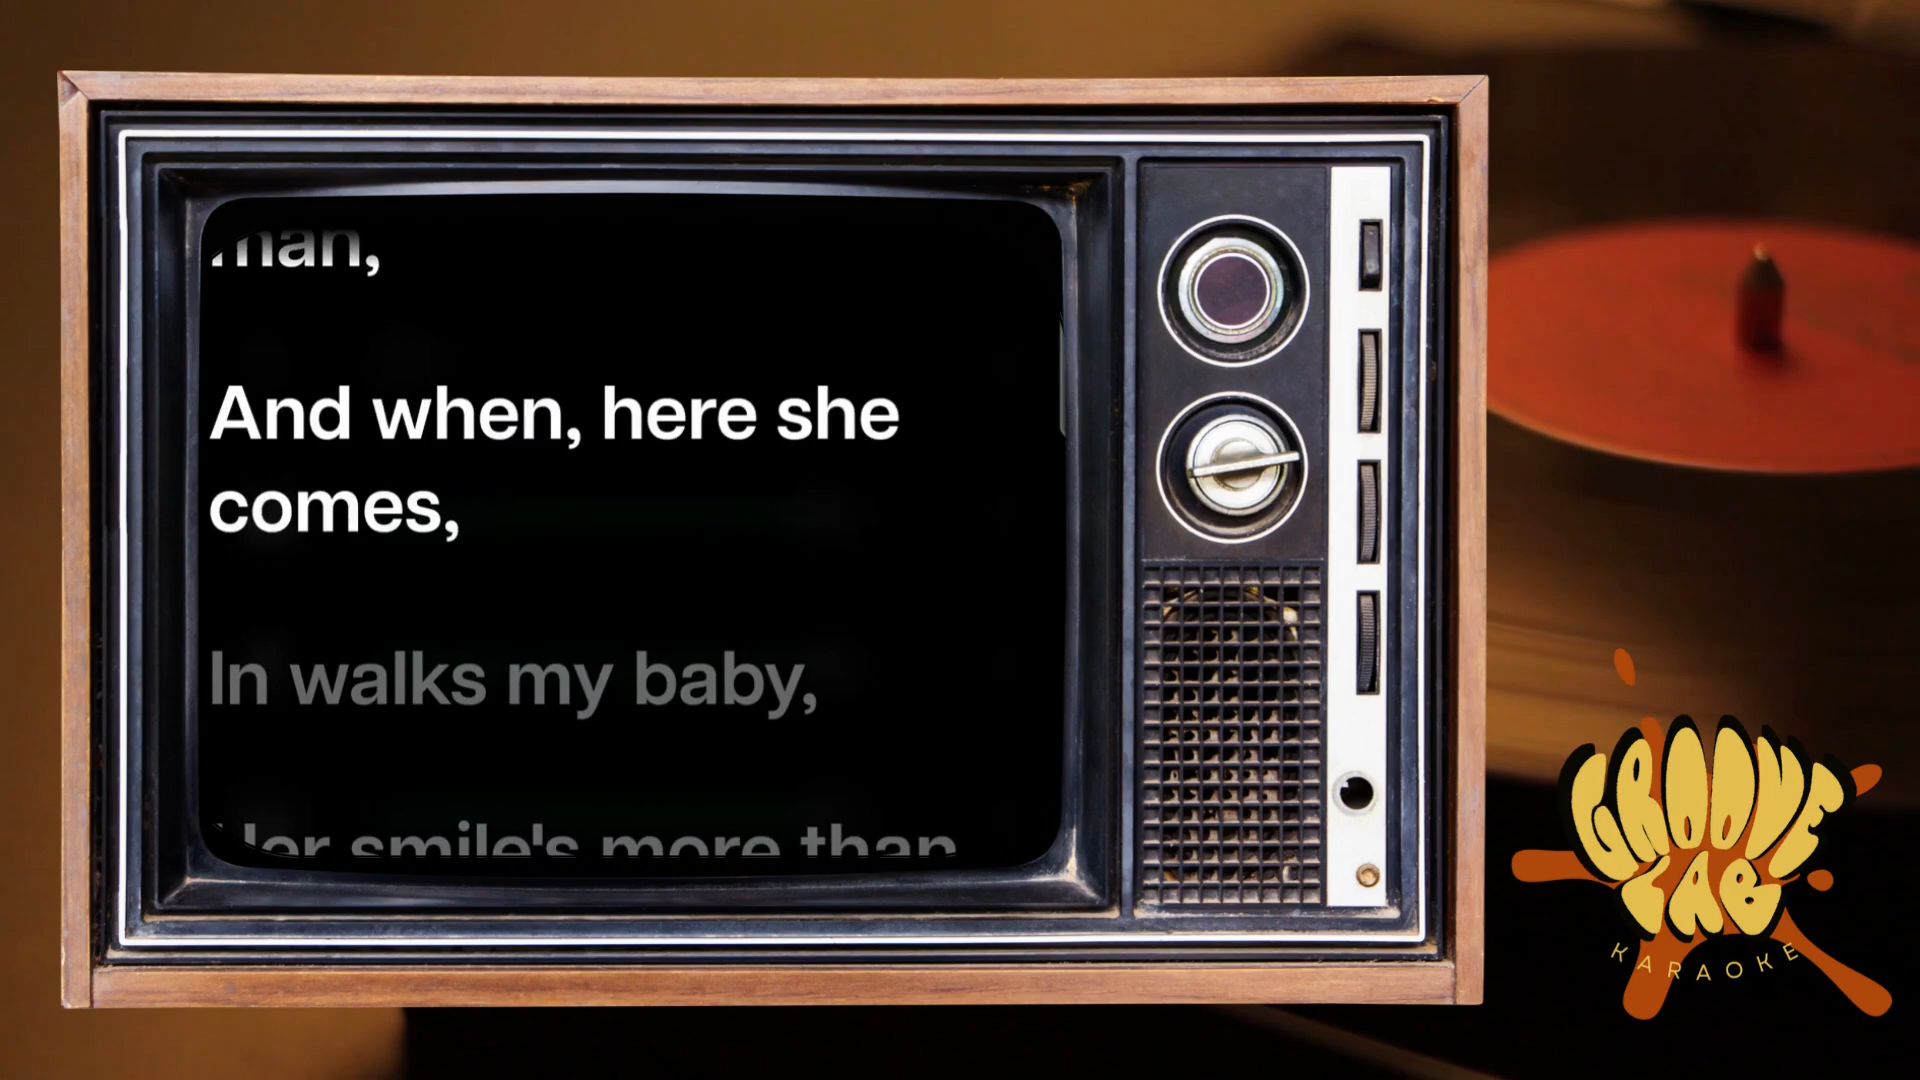 man,
And when, here she
comes,
In walks my baby,
Her smile's more than
GROOVE
LAB
KARAOKE